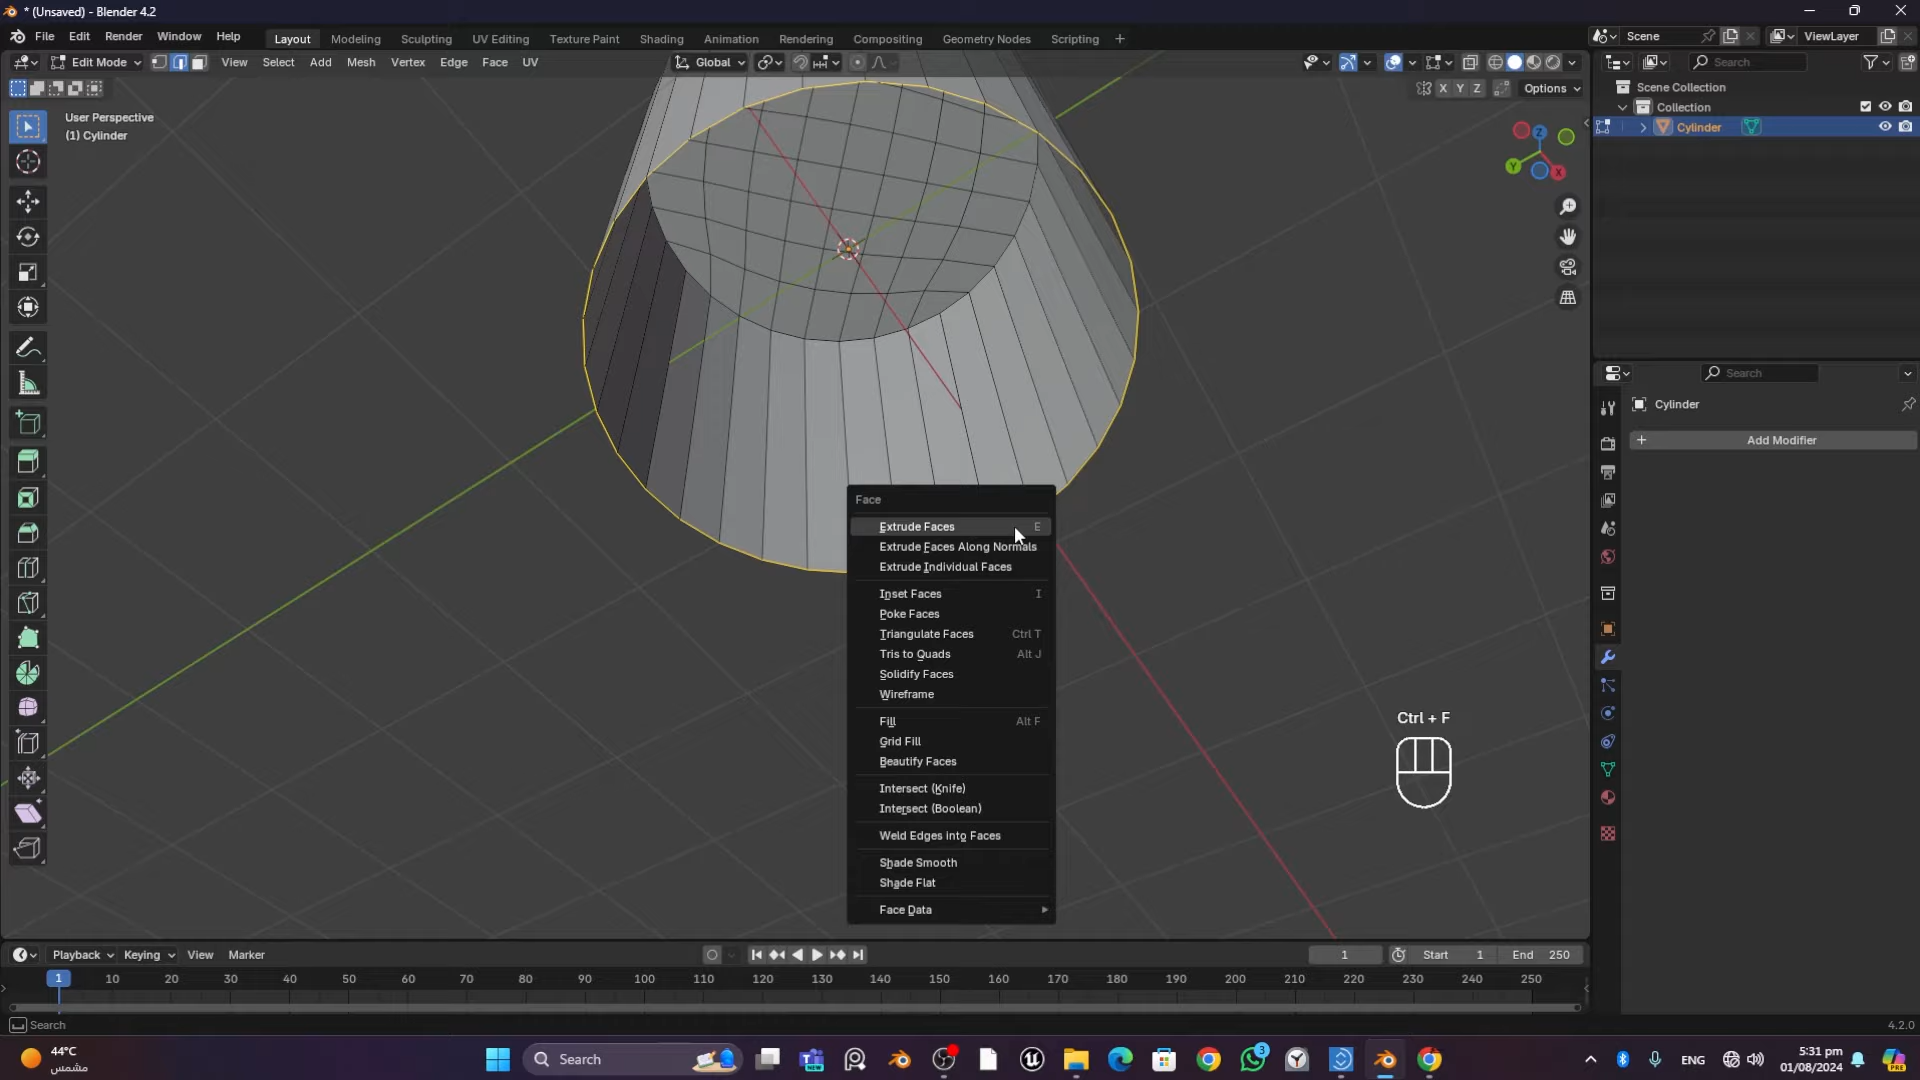 * (Unsaved) - Blender 4.2
File Edit Render Window Help
Layout Modeling Sculpting UV Editing Texture Paint Shading Animation Rendering Compositing Geometry Nodes Scripting +
Scene
ViewLayer
Edit Mode View Select Add Mesh Vertex Edge Face UV
Global
Search
X Y Z Options
Scene Collection
Collection
Cylinder
User Perspective
(1) Cylinder
Z
Y
X
Search
Cylinder
+ Add Modifier
Face
Extrude Faces E
Extrude Faces Along Normals
Extrude Individual Faces
Inset Faces I
Poke Faces
Triangulate Faces Ctrl T
Tris to Quads Alt J
Solidify Faces
Wireframe
Fill Alt F
Grid Fill
Beautify Faces
Intersect (Knife)
Intersect (Boolean)
Weld Edges into Faces
Shade Smooth
Shade Flat
Face Data
Ctrl + F
Playback Keying View Marker
1 Start 1 End 250
1 10 20 30 40 50 60 70 80 90 100 110 120 130 140 150 160 170 180 190 200 210 220 230 240 250
Search
4.2.0
44°C
مشمس
Search
NEW
3
ENG
5:31 pm
01/08/2024
PRE